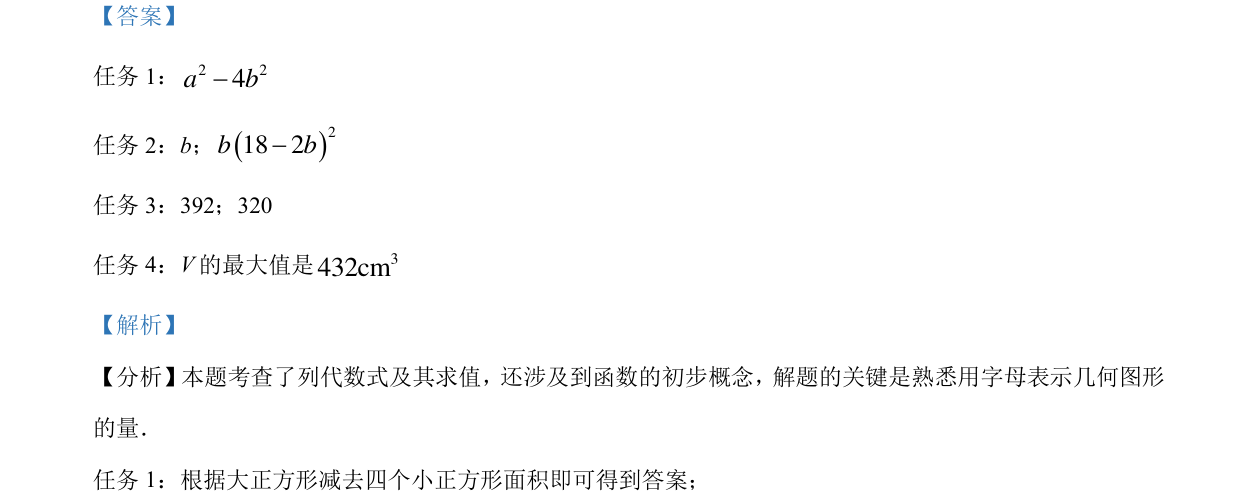 【答案】
任务 1：a² − 4b²
任务 2：b；b(18 − 2b)²
任务 3：392；320
任务 4：V 的最大值是 432cm³
【解析】
【分析】本题考查了列代数式及其求值，还涉及到函数的初步概念，解题的关键是熟悉用字母表示几何图形
的量．
任务 1：根据大正方形减去四个小正方形面积即可得到答案；